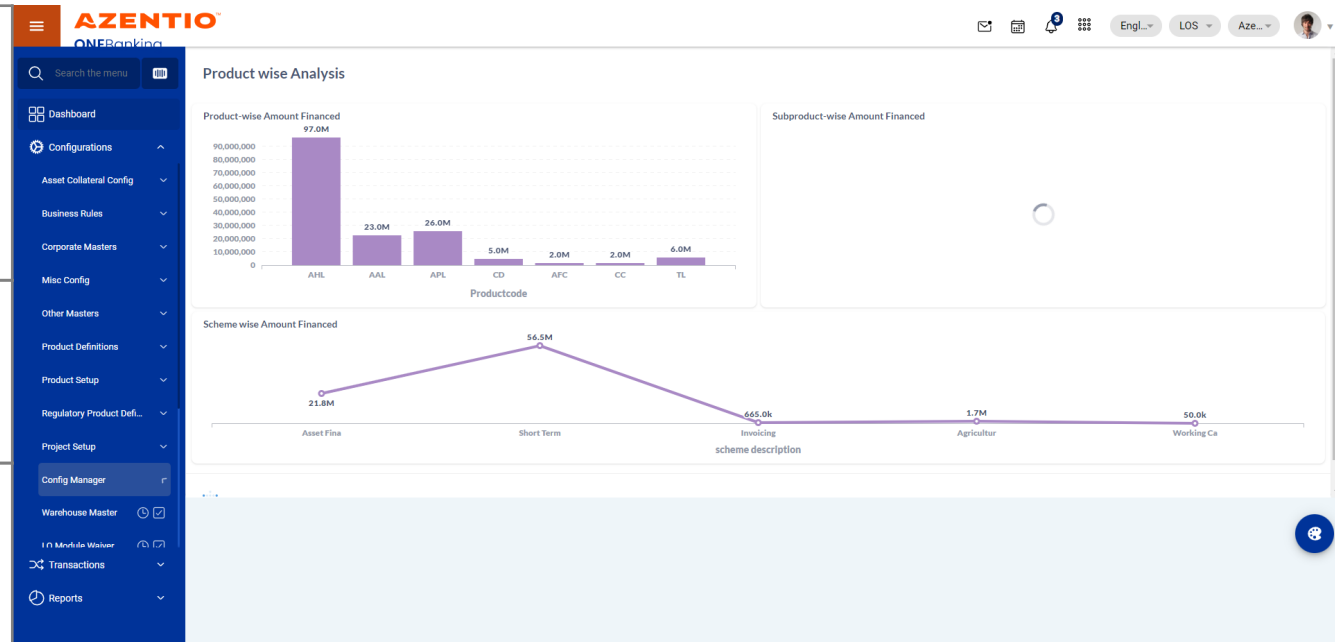 AZENTIO
ONEBanking
3
Engl...
LOS
Aze...
Search the menu
Dashboard
Configurations
Asset Collateral Config
Business Rules
Corporate Masters
Misc Config
Other Masters
Product Definitions
Product Setup
Regulatory Product Defi...
Project Setup
Config Manager
Warehouse Master
LO Module Waiver
Transactions
Reports
Product wise Analysis
Product-wise Amount Financed
97.0M
90,000,000
80,000,000
70,000,000
60,000,000
50,000,000
40,000,000
30,000,000
20,000,000
10,000,000
0
23.0M
26.0M
5.0M
2.0M
2.0M
6.0M
AHL AAL APL CD AFC CC TL
Productcode
Subproduct-wise Amount Financed
Scheme wise Amount Financed
56.5M
21.8M
665.0k
1.7M
50.0k
Asset Fina Short Term Invoicing Agricultur Working Ca
scheme description